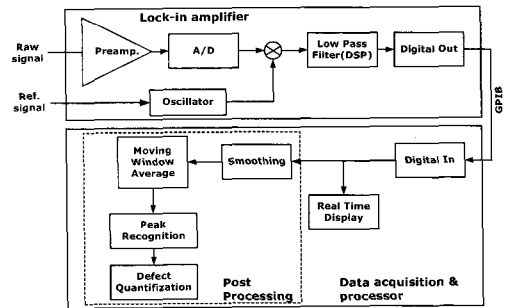 Lock-in amplifier
Raw
signal
Preamp.
A/D
Low Pass
Filter(DSP)
Digital Out
Ref.
signal
Oscillator
GPIB
Moving
Window
Average
Smoothing
Digital In
Real Time
Display
Peak
Recognition
Defect
Quantification
Post
Processing
Data acquisition &
processor